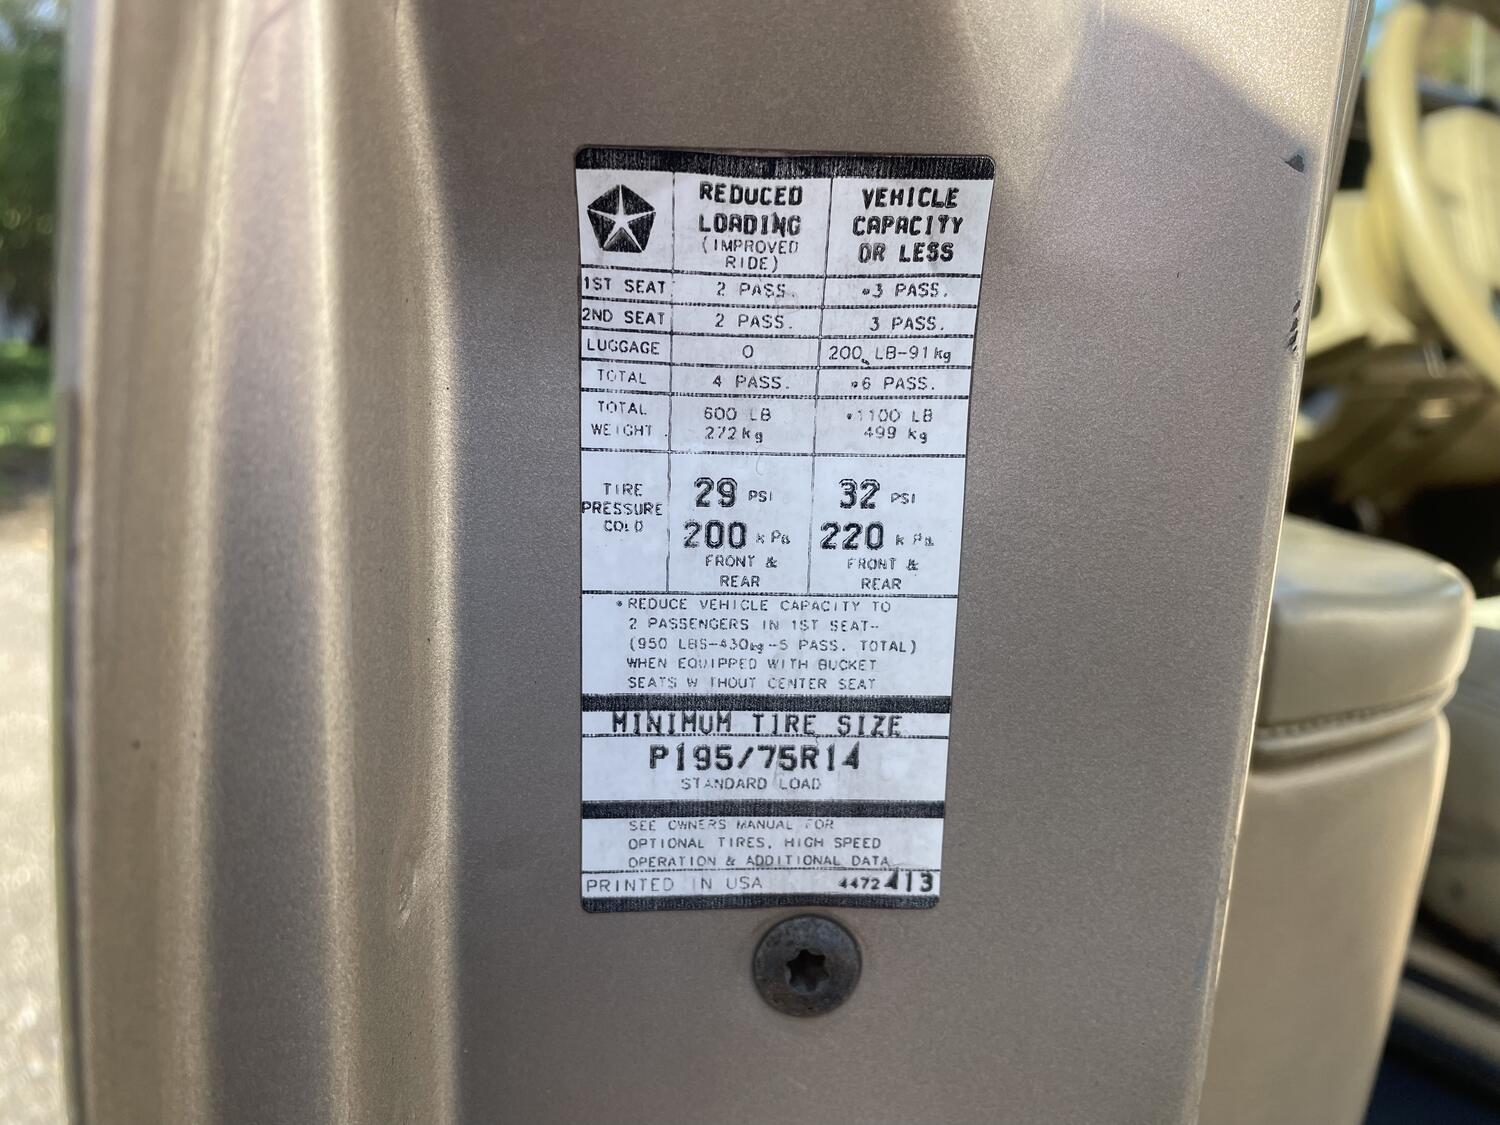 REDUCED LOADING (IMPROVED RIDE) VEHICLE CAPACITY OR LESS
1ST SEAT 2 PASS. *3 PASS.
2ND SEAT 2 PASS. 3 PASS.
LUGGAGE 0 200 LB-91kg
TOTAL 4 PASS. *6 PASS.
TOTAL WEIGHT 600 LB 272kg *1100 LB 499 kg
TIRE PRESSURE COLD 29 PSI 200 kPa FRONT & REAR 32 PSI 220 kPa FRONT & REAR
*REDUCE VEHICLE CAPACITY TO
2 PASSENGERS IN 1ST SEAT-
(950 LBS-430kg-5 PASS. TOTAL)
WHEN EQUIPPED WITH BUCKET
SEATS WITHOUT CENTER SEAT
MINIMUM TIRE SIZE
P195/75R14
STANDARD LOAD
SEE OWNERS MANUAL FOR
OPTIONAL TIRES, HIGH SPEED
OPERATION & ADDITIONAL DATA
PRINTED IN USA 4472413